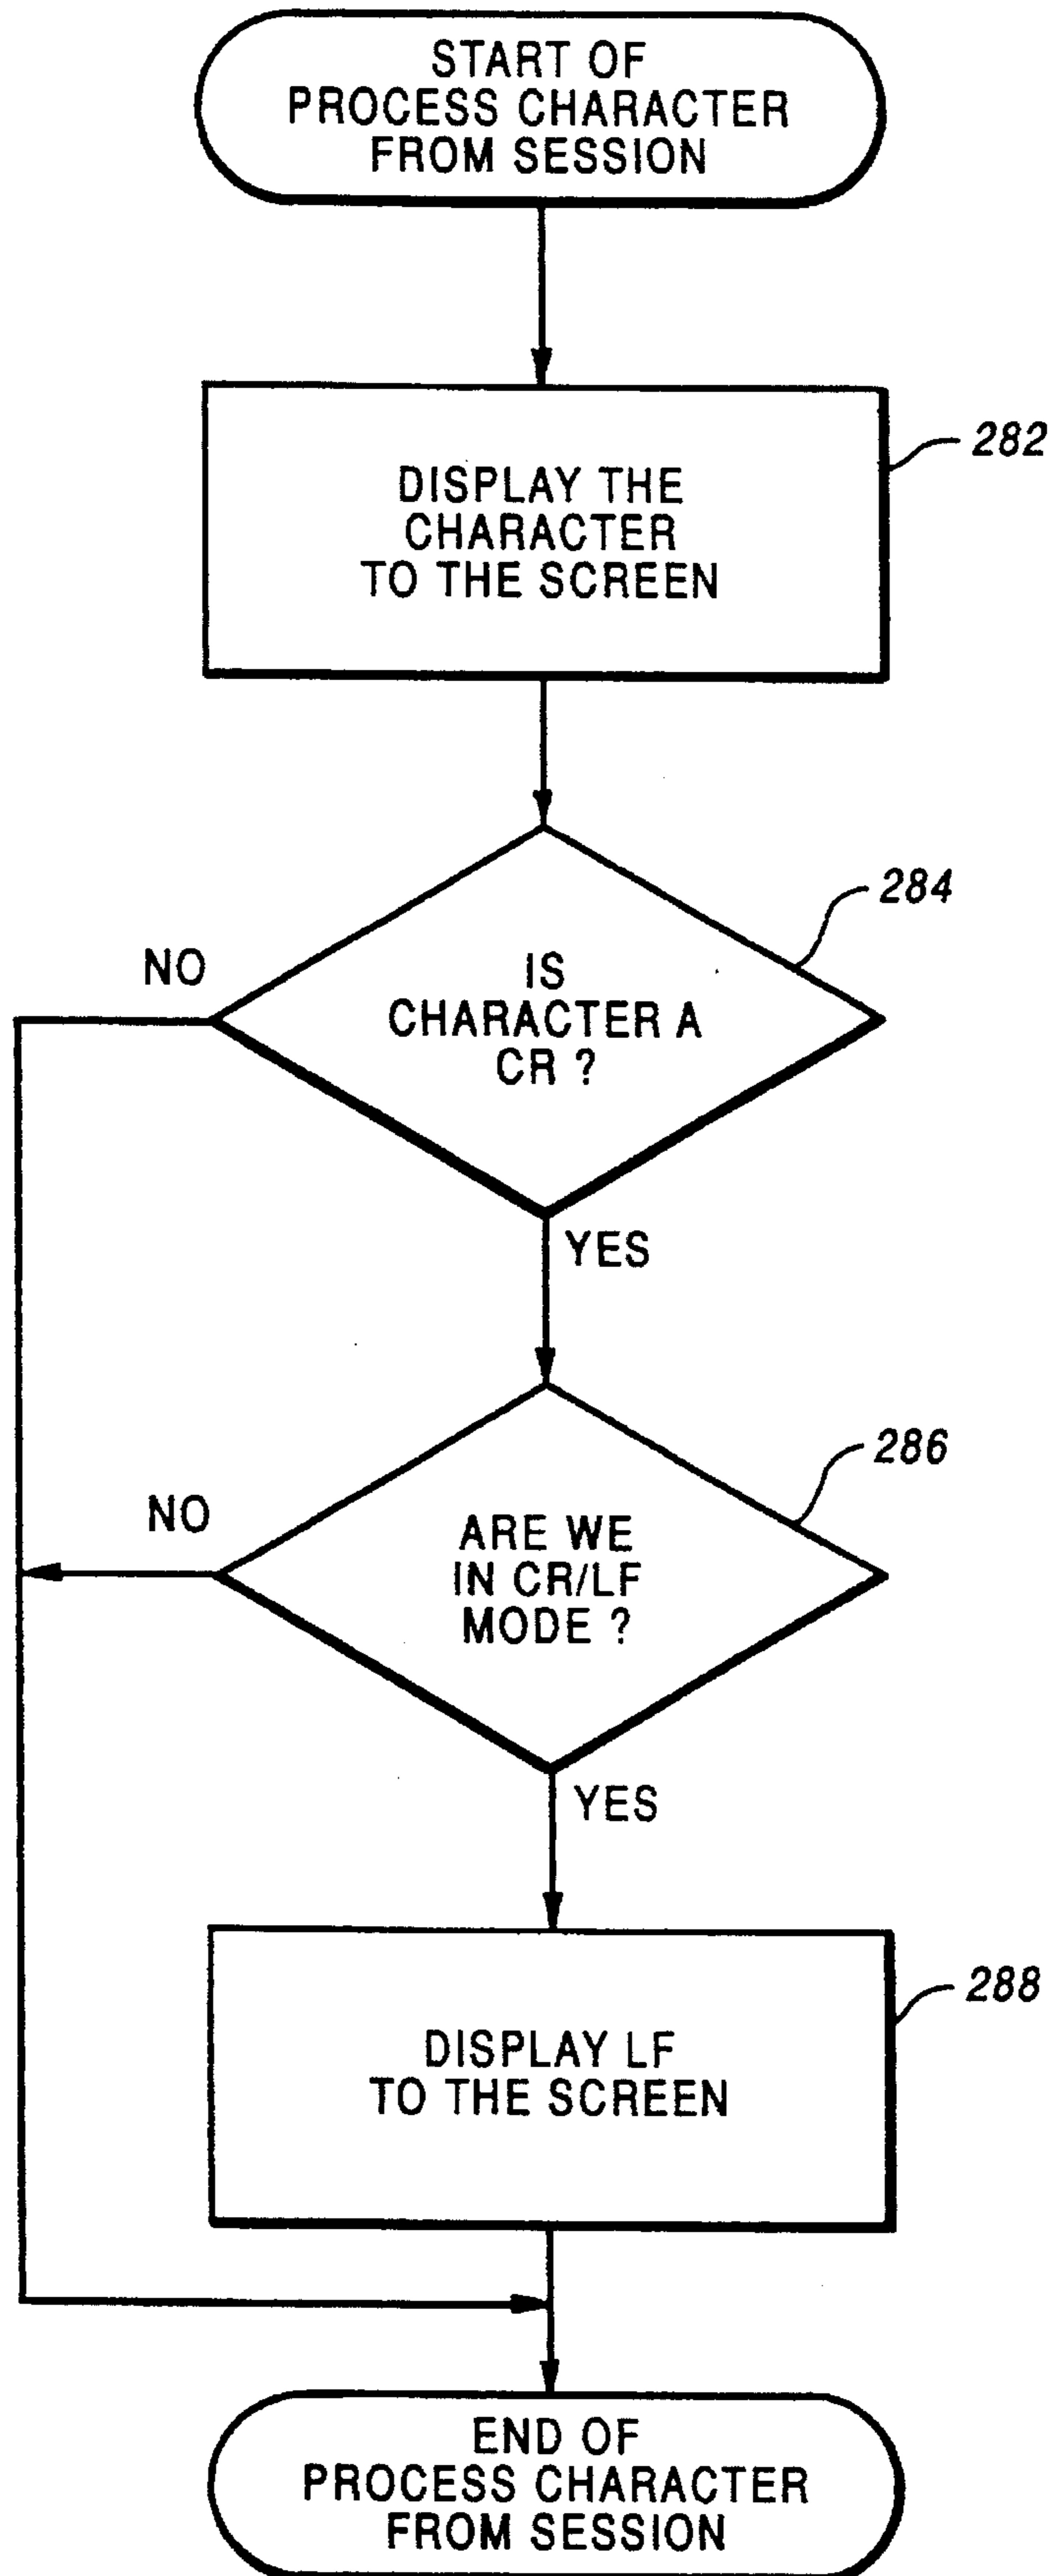 START OF
PROCESS CHARACTER
FROM SESSION
282
DISPLAY THE
CHARACTER
TO THE SCREEN
284
NO
IS
CHARACTER A
CR ?
YES
286
NO
ARE WE
IN CR/LF
MODE ?
YES
288
DISPLAY LF
TO THE SCREEN
END OF
PROCESS CHARACTER
FROM SESSION